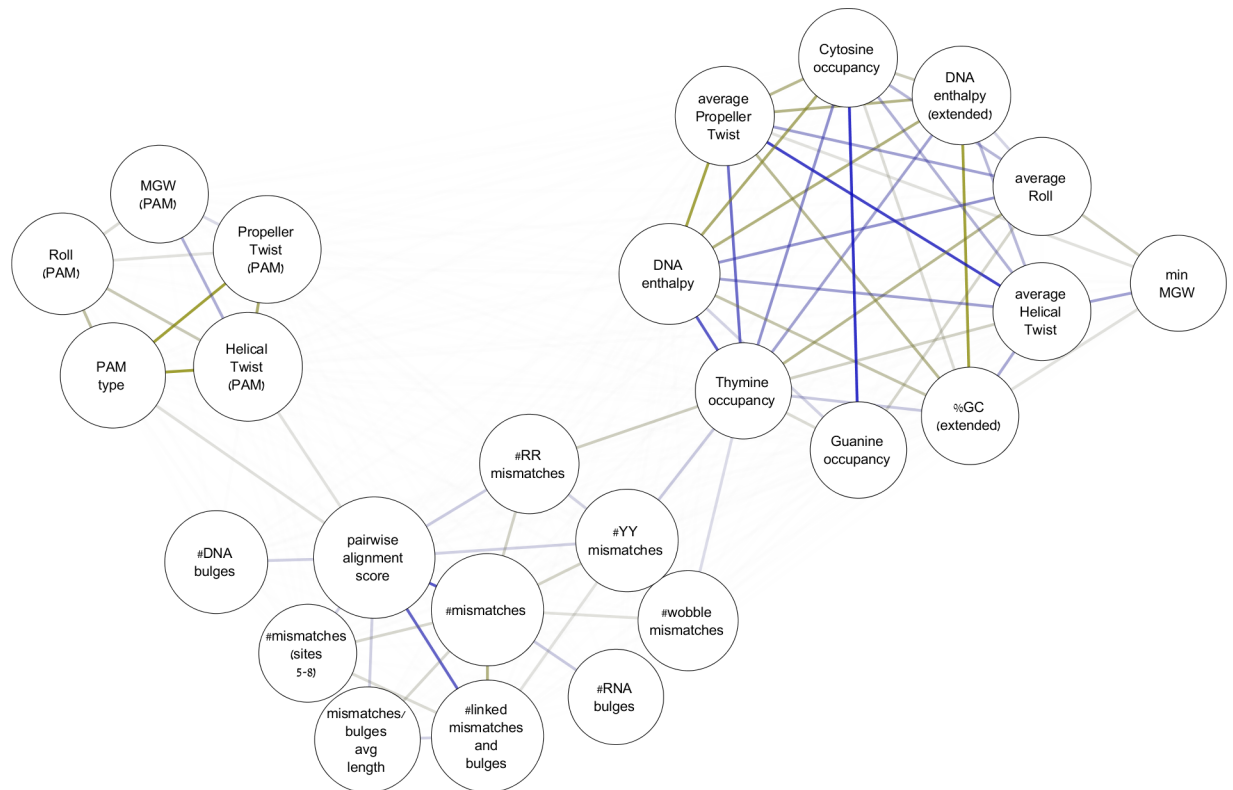 Cytosine
occupancy
DNA
enthalpy
(extended)
average
Propeller
Twist
average
Roll
MGW
(PAM)
Propeller
Twist
(PAM)
Roll
(PAM)
DNA
enthalpy
min
MGW
average
Helical
Twist
PAM
type
Helical
Twist
(PAM)
Thymine
occupancy
%GC
(extended)
Guanine
occupancy
#RR
mismatches
#YY
mismatches
pairwise
alignment
score
#DNA
bulges
#mismatches
#wobble
mismatches
#mismatches
(sites
5-8)
#RNA
bulges
mismatches/
bulges
avg
length
#linked
mismatches
and
bulges